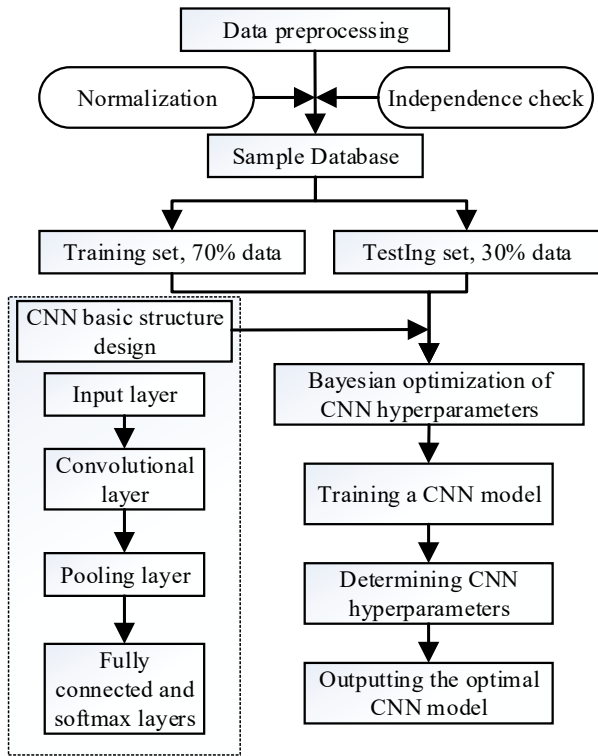 Data preprocessing
Normalization
Independence check
Sample Database
Training set, 70% data
TestIng set, 30% data
CNN basic structure
design
Input layer
Convolutional
layer
Pooling layer
Fully
connected and
softmax layers
Bayesian optimization of
CNN hyperparameters
Training a CNN model
Determining CNN
hyperparameters
Outputting the optimal
CNN model